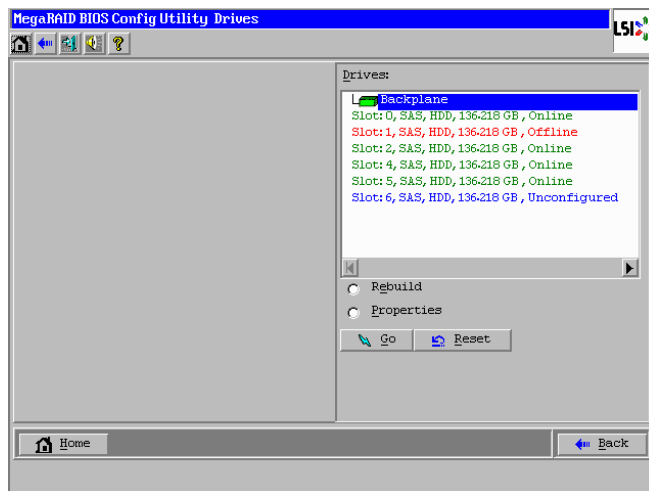 MegaRAID BIOS Config Utility Drives
LSI
Drives:
Backplane
Slot: 0, SAS, HDD, 136.218 GB , Online
Slot: 1, SAS, HDD, 136.218 GB , Offline
Slot: 2, SAS, HDD, 136.218 GB , Online
Slot: 4, SAS, HDD, 136.218 GB , Online
Slot: 5, SAS, HDD, 136.218 GB , Online
Slot: 6, SAS, HDD, 136.218 GB , Unconfigured
Rebuild
Properties
Go Reset
Home Back